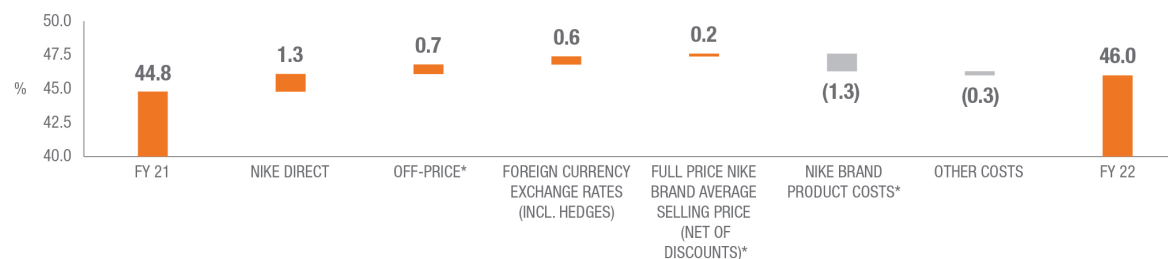 50.0
47.5
45.0
42.5
40.0
%
44.8
1.3
0.7
0.6
0.2
(1.3)
(0.3)
46.0
FY 21
NIKE DIRECT
OFF-PRICE*
FOREIGN CURRENCY
EXCHANGE RATES
(INCL. HEDGES)
FULL PRICE NIKE
BRAND AVERAGE
SELLING PRICE
(NET OF
DISCOUNTS)*
NIKE BRAND
PRODUCT COSTS*
OTHER COSTS
FY 22